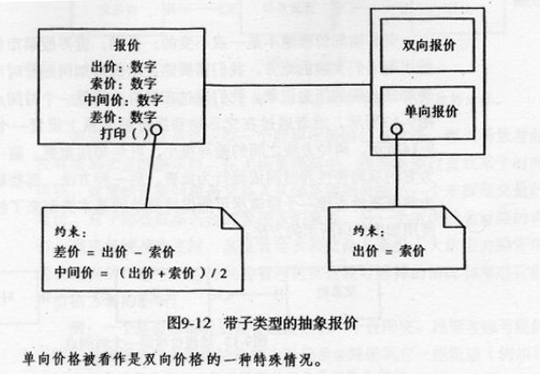 报价
出价: 数字
索价: 数字
中间价: 数字
差价: 数字
打印 ( )
双向报价
单向报价
约束:
差价 = 出价 - 索价
中间价 = (出价 + 索价) / 2
约束:
出价 = 索价
图9-12 带子类型的抽象报价
单向价格被看作是双向价格的一种特殊情况。